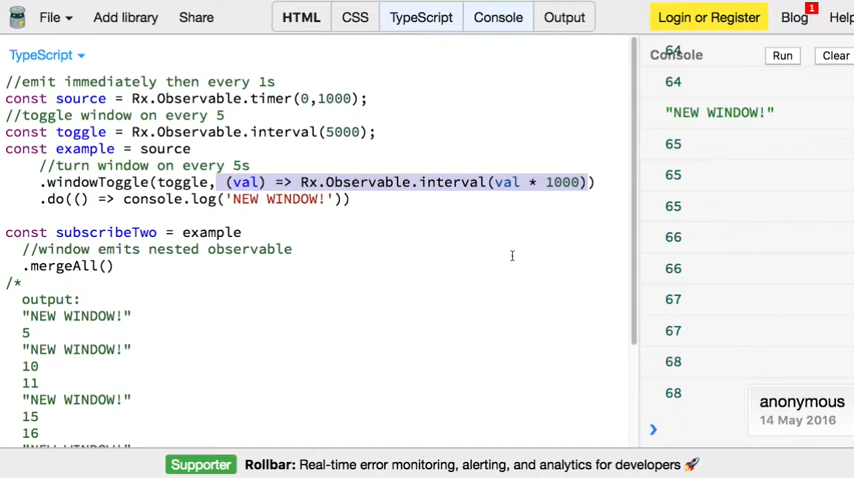 File ▾ Add library Share HTML CSS TypeScript Console Output Login or Register Blog 1 Help
TypeScript ▾
//emit immediately then every 1s
const source = Rx.Observable.timer(0,1000);
//toggle window on every 5
const toggle = Rx.Observable.interval(5000);
const example = source
//turn window on every 5s
.windowToggle(toggle, (val) => Rx.Observable.interval(val * 1000))
.do(() => console.log('NEW WINDOW!'))
const subscribeTwo = example
//window emits nested observable
.mergeAll()
/*
output:
"NEW WINDOW!"
5
"NEW WINDOW!"
10
11
"NEW WINDOW!"
15
16
"NEW WINDOW!"
Console Run Clear
64
64
"NEW WINDOW!"
65
65
65
66
66
67
67
68
68
❯
anonymous
14 May 2016
Supporter Rollbar: Real-time error monitoring, alerting, and analytics for developers 🚀